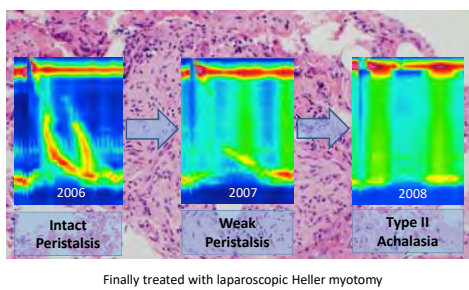 2006
2007
2008
Intact
Peristalsis
Weak
Peristalsis
Type II
Achalasia
Finally treated with laparoscopic Heller myotomy